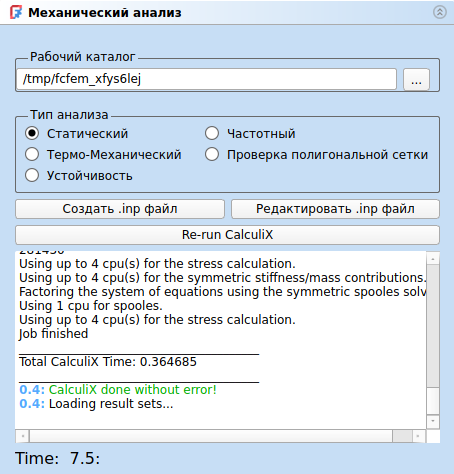 Механический анализ
Рабочий каталог
/tmp/fcfem_xfys6lej
...
Тип анализа
Статический
Частотный
Термо-Механический
Проверка полигональной сетки
Устойчивость
Создать .inp файл
Редактировать .inp файл
Re-run CalculiX
Using up to 4 cpu(s) for the stress calculation.
Using up to 4 cpu(s) for the symmetric stiffness/mass contributions.
Factoring the system of equations using the symmetric spooles solv
Using 1 cpu for spooles.
Using up to 4 cpu(s) for the stress calculation.
Job finished
Total CalculiX Time: 0.364685
0.4: CalculiX done without error!
0.4: Loading result sets...
Time: 7.5: